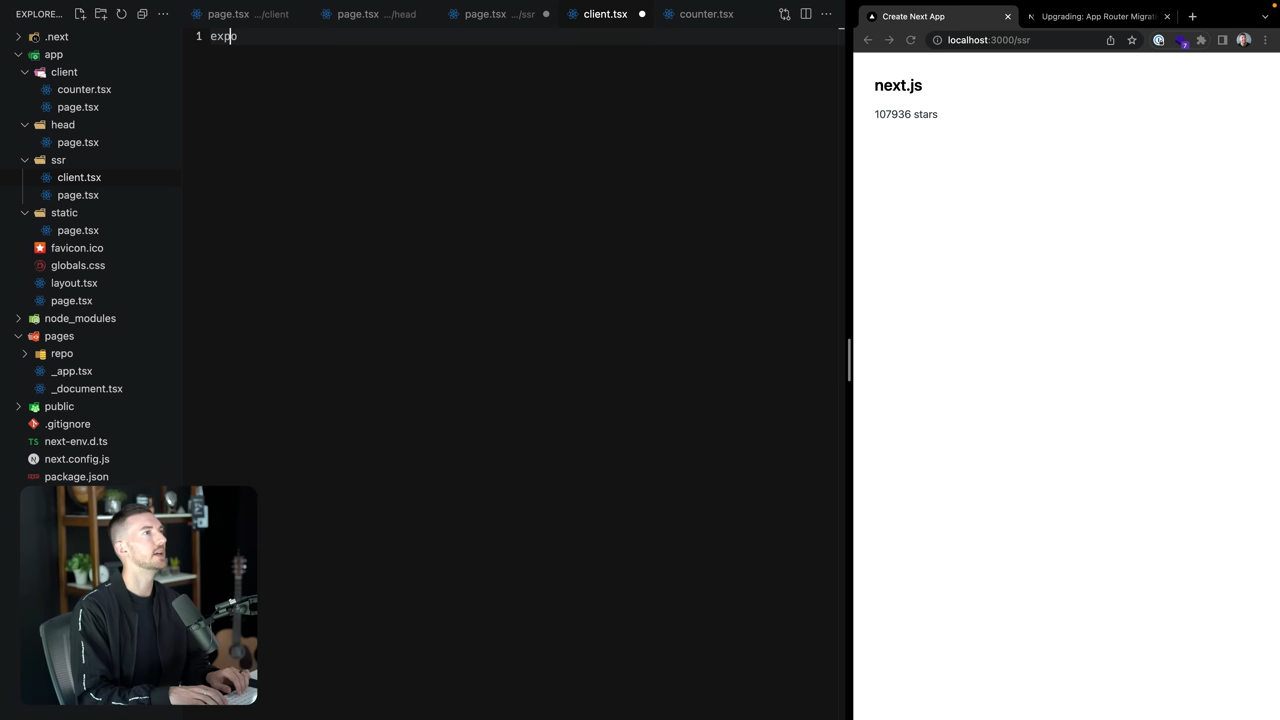 EXPLORE...
page.tsx .../client
page.tsx .../head
page.tsx .../ssr
client.tsx
counter.tsx
Create Next App
Upgrading: App Router Migrati
localhost:3000/ssr
7
.next
app
client
counter.tsx
page.tsx
head
page.tsx
ssr
client.tsx
page.tsx
static
page.tsx
favicon.ico
globals.css
layout.tsx
page.tsx
node_modules
pages
repo
_app.tsx
_document.tsx
public
.gitignore
TS next-env.d.ts
next.config.js
package.json
1 expo
next.js
107936 stars